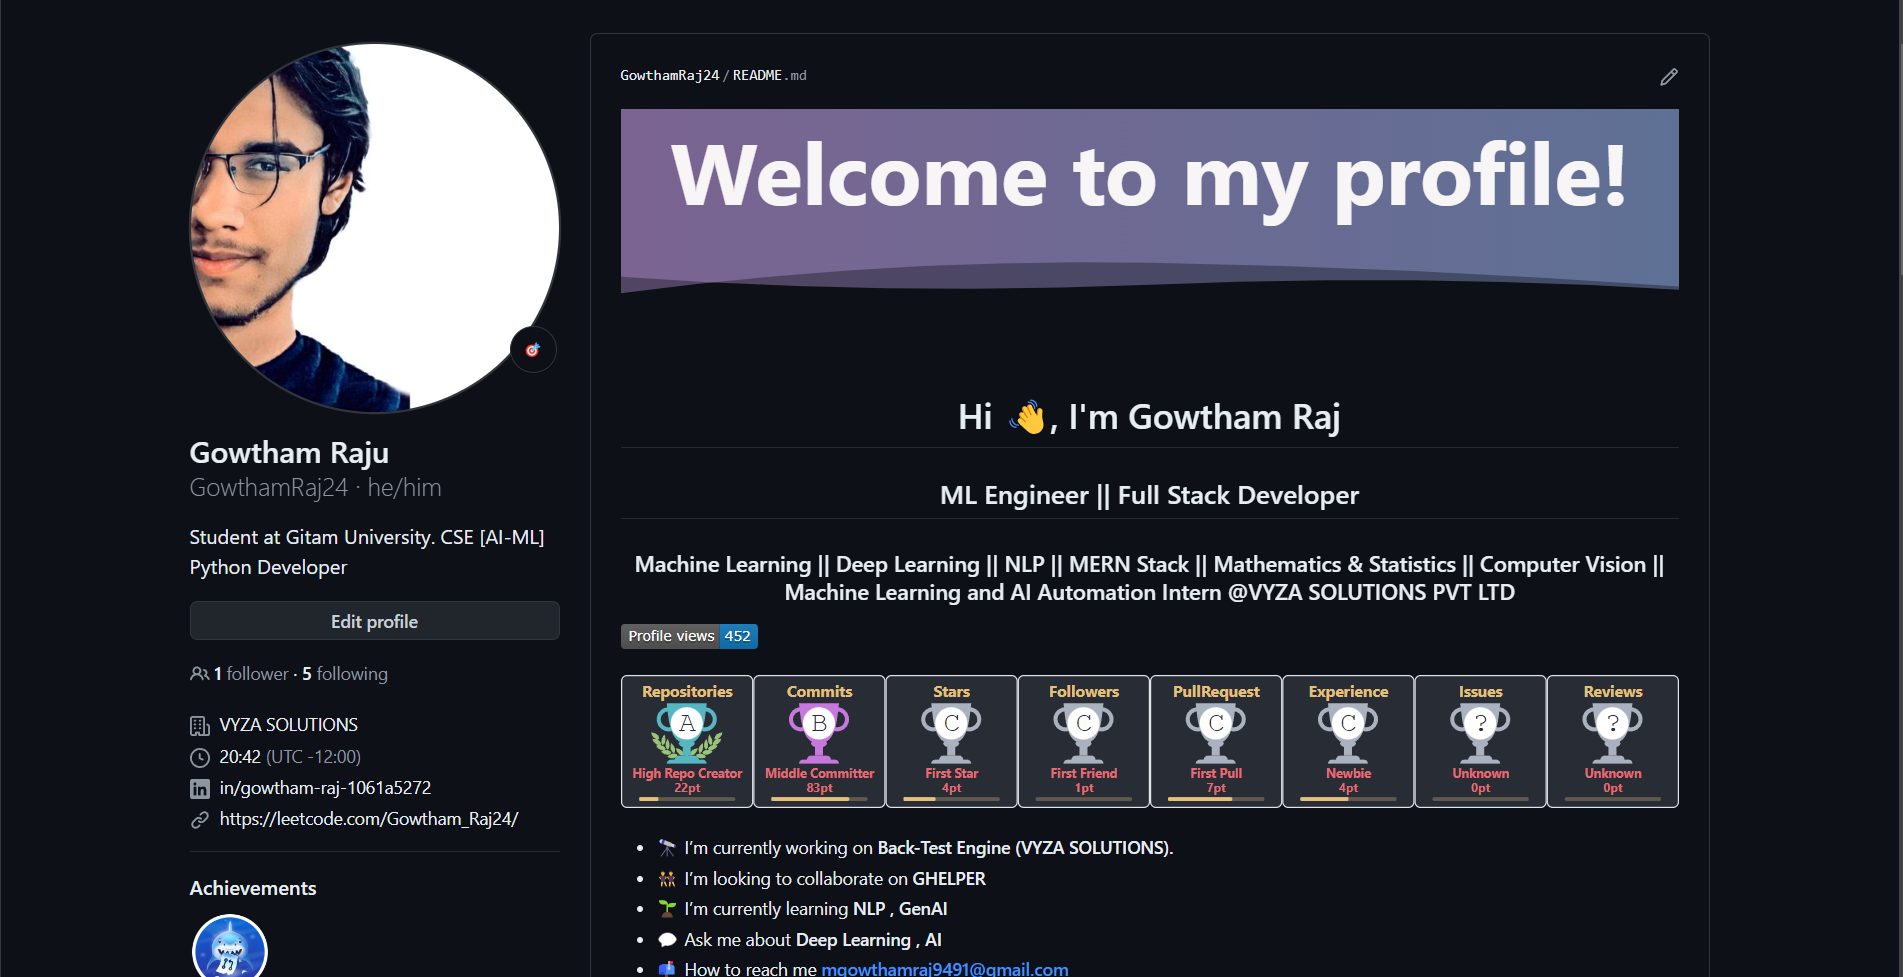 Gowtham Raju
GowthamRaj24 · he/him
Student at Gitam University. CSE [AI-ML]
Python Developer
Edit profile
1 follower · 5 following
VYZA SOLUTIONS
20:42 (UTC -12:00)
in/gowtham-raj-1061a5272
https://leetcode.com/Gowtham_Raj24/
Achievements
GowthamRaj24 / README.md
Welcome to my profile!
Hi 👋, I'm Gowtham Raj
ML Engineer || Full Stack Developer
Machine Learning || Deep Learning || NLP || MERN Stack || Mathematics & Statistics || Computer Vision ||
Machine Learning and AI Automation Intern @VYZA SOLUTIONS PVT LTD
Profile views 452
Repositories Commits Stars Followers PullRequest Experience Issues Reviews
A B C C C C ? ?
High Repo Creator Middle Committer First Star First Friend First Pull Newbie Unknown Unknown
22pt 83pt 4pt 1pt 7pt 4pt 0pt 0pt
• 🔭 I’m currently working on Back-Test Engine (VYZA SOLUTIONS).
• 👯 I’m looking to collaborate on GHELPER
• 🌱 I’m currently learning NLP , GenAI
• 💬 Ask me about Deep Learning , AI
• 📫 How to reach me mgowthamraj9491@gmail.com